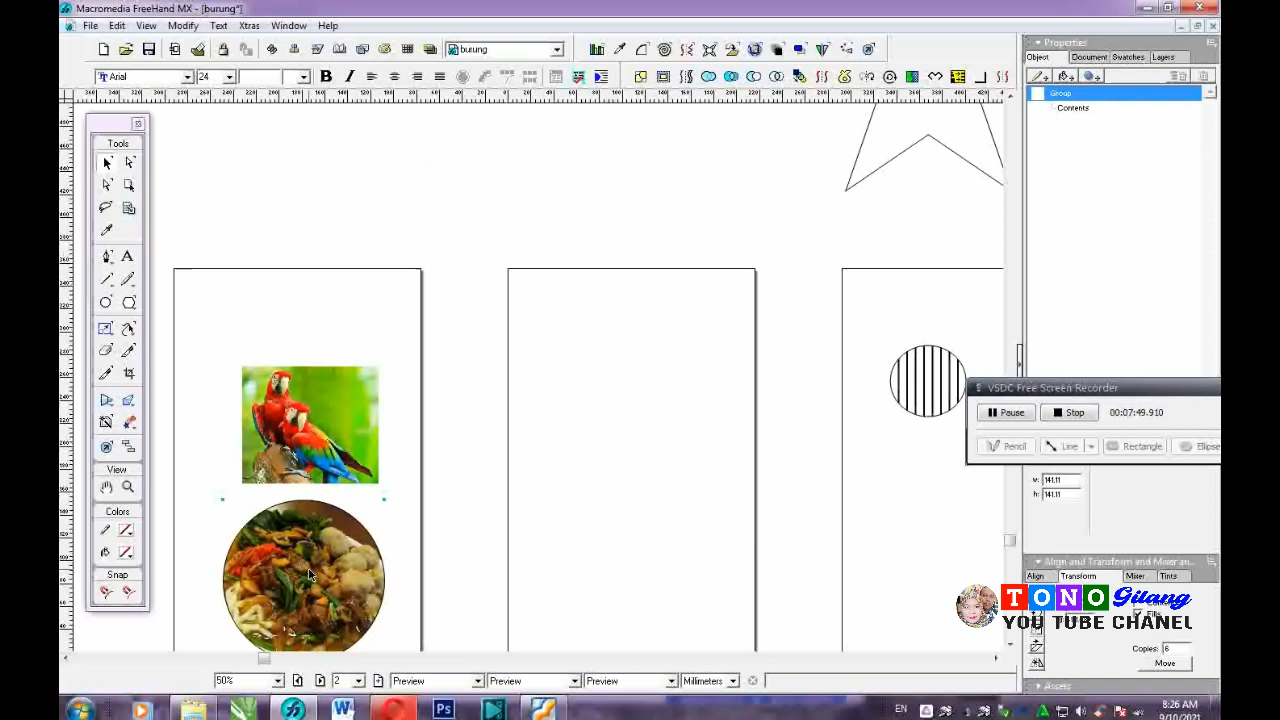 Macromedia FreeHand MX - [burung*]
File Edit View Modify Text Xtras Window Help
burung
Arial 24
Tools
View
Colors
Snap
Properties
Object Document Swatches Layers
Group
Contents
VSDC Free Screen Recorder
Pause Stop 00:07:49.910
Pencil Line Rectangle Ellipse
w: 141.11
h: 141.11
Align and Transform and Mixer an...
Align Transform Mixer Tints
Fills
Copies: 6
Move
Assets
TONO Gilang
YOU TUBE CHANEL
50% 2 Preview Preview Preview Millimeters
EN
8:26 AM
9/10/2021